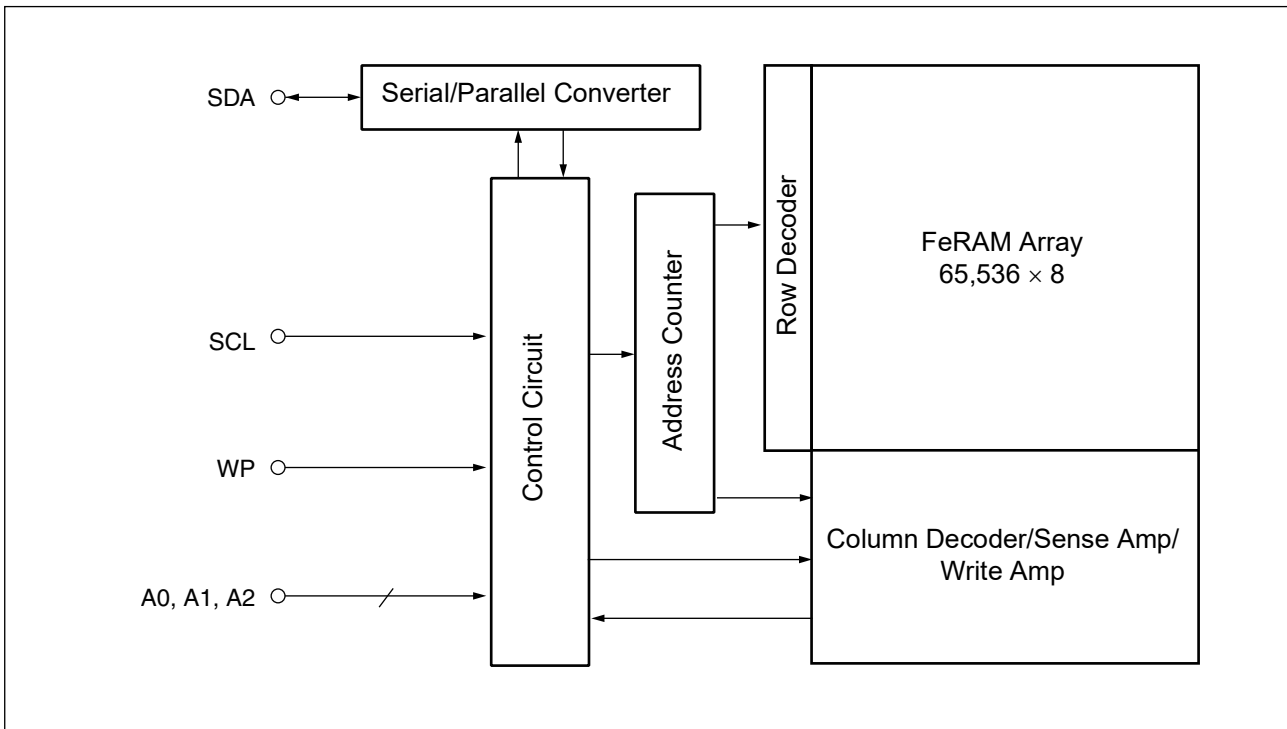 SDA
Serial/Parallel Converter
SCL
WP
A0, A1, A2
Control Circuit
Address Counter
Row Decoder
FeRAM Array
65,536 × 8
Column Decoder/Sense Amp/
Write Amp